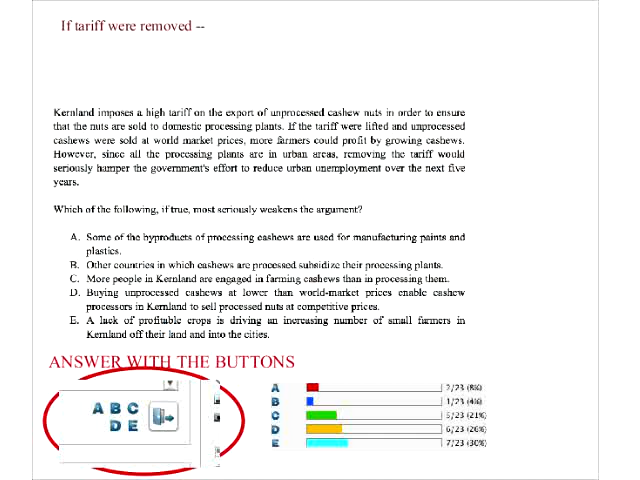 If tariff were removed --
Kernland imposes a high tariff on the export of unprocessed cashew nuts in order to ensure
that the nuts are sold to domestic processing plants. If the tariff were lifted and unprocessed
cashews were sold at world market prices, more farmers could profit by growing cashews.
However, since all the processing plants are in urban areas, removing the tariff would
seriously hamper the government's effort to reduce urban unemployment over the next five
years.
Which of the following, if true, most seriously weakens the argument?
A. Some of the byproducts of processing cashews are used for manufacturing paints and
plastics.
B. Other countries in which cashews are processed subsidize their processing plants.
C. More people in Kernland are engaged in farming cashews than in processing them.
D. Buying unprocessed cashews at lower than world-market prices enable cashew
processors in Kernland to sell processed nuts at competitive prices.
E. A lack of profitable crops is driving an increasing number of small farmers in
Kernland off their land and into the cities.
ANSWER WITH THE BUTTONS
A B C
D E
A 2/23 (8%)
B 1/23 (4%)
C 5/23 (21%)
D 6/23 (26%)
E 7/23 (30%)